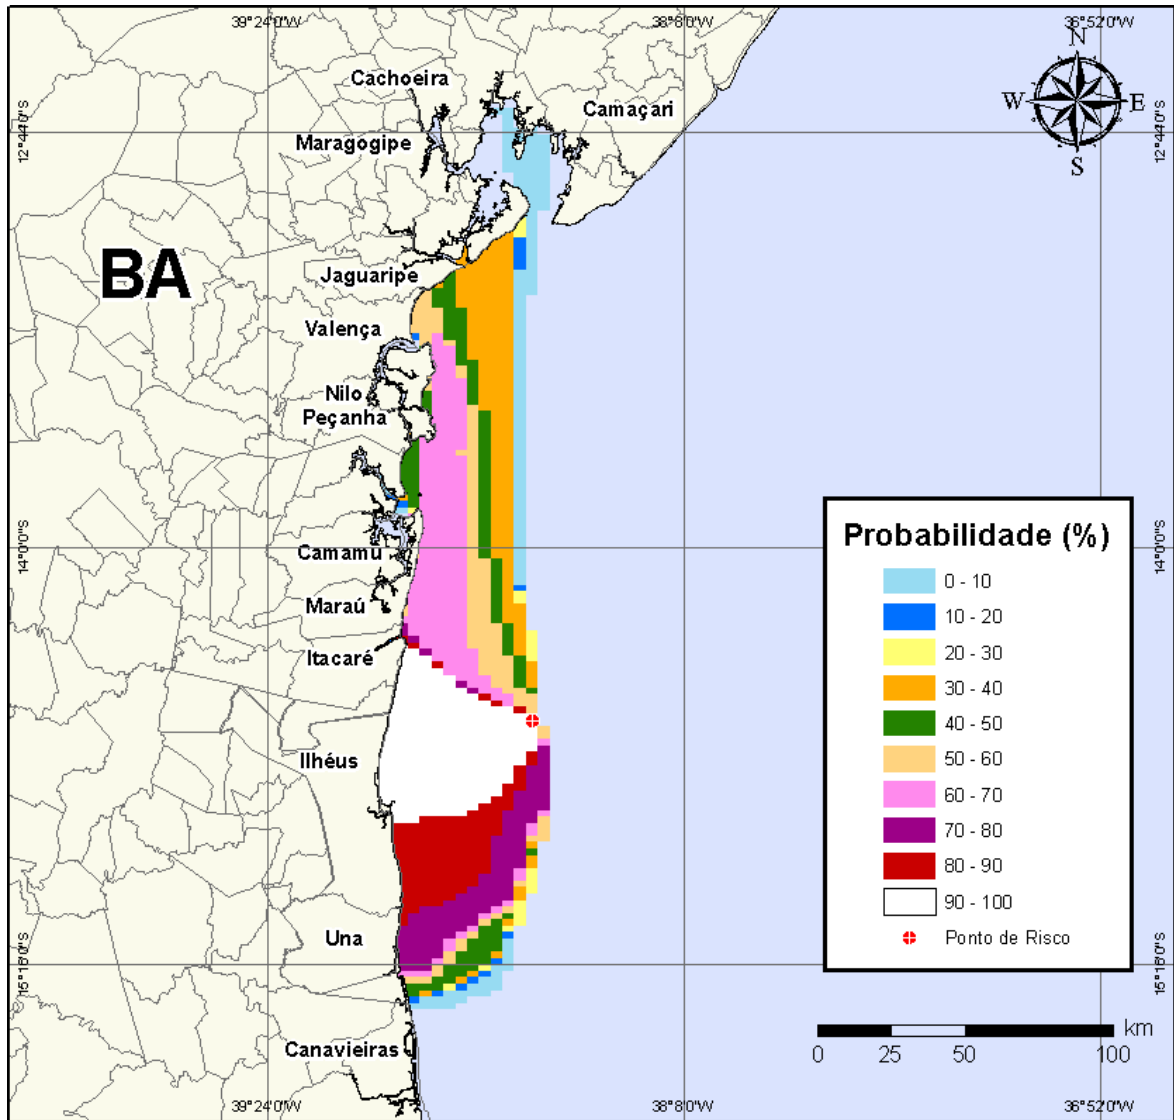 39°24'0"W
38°8'0"W
36°52'0"W
N
W
E
S
12°44'0"S
12°44'0"S
Cachoeira
Camaçari
Maragogipe
BA
Jaguaripe
Valença
Nilo
Peçanha
14°0'0"S
14°0'0"S
Camamu
Maraú
Itacaré
Ilhéus
Una
15°16'0"S
15°16'0"S
Canavieiras
Probabilidade (%)
0 - 10
10 - 20
20 - 30
30 - 40
40 - 50
50 - 60
60 - 70
70 - 80
80 - 90
90 - 100
Ponto de Risco
km
0 25 50 100
39°24'0"W
38°8'0"W
36°52'0"W